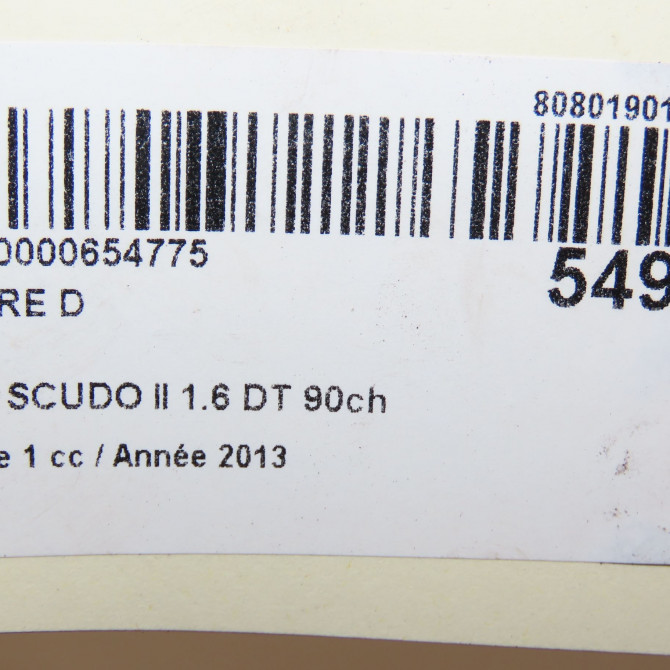 80801901
0000654775
549
RE D
SCUDO II 1.6 DT 90ch
e 1 cc / Année 2013